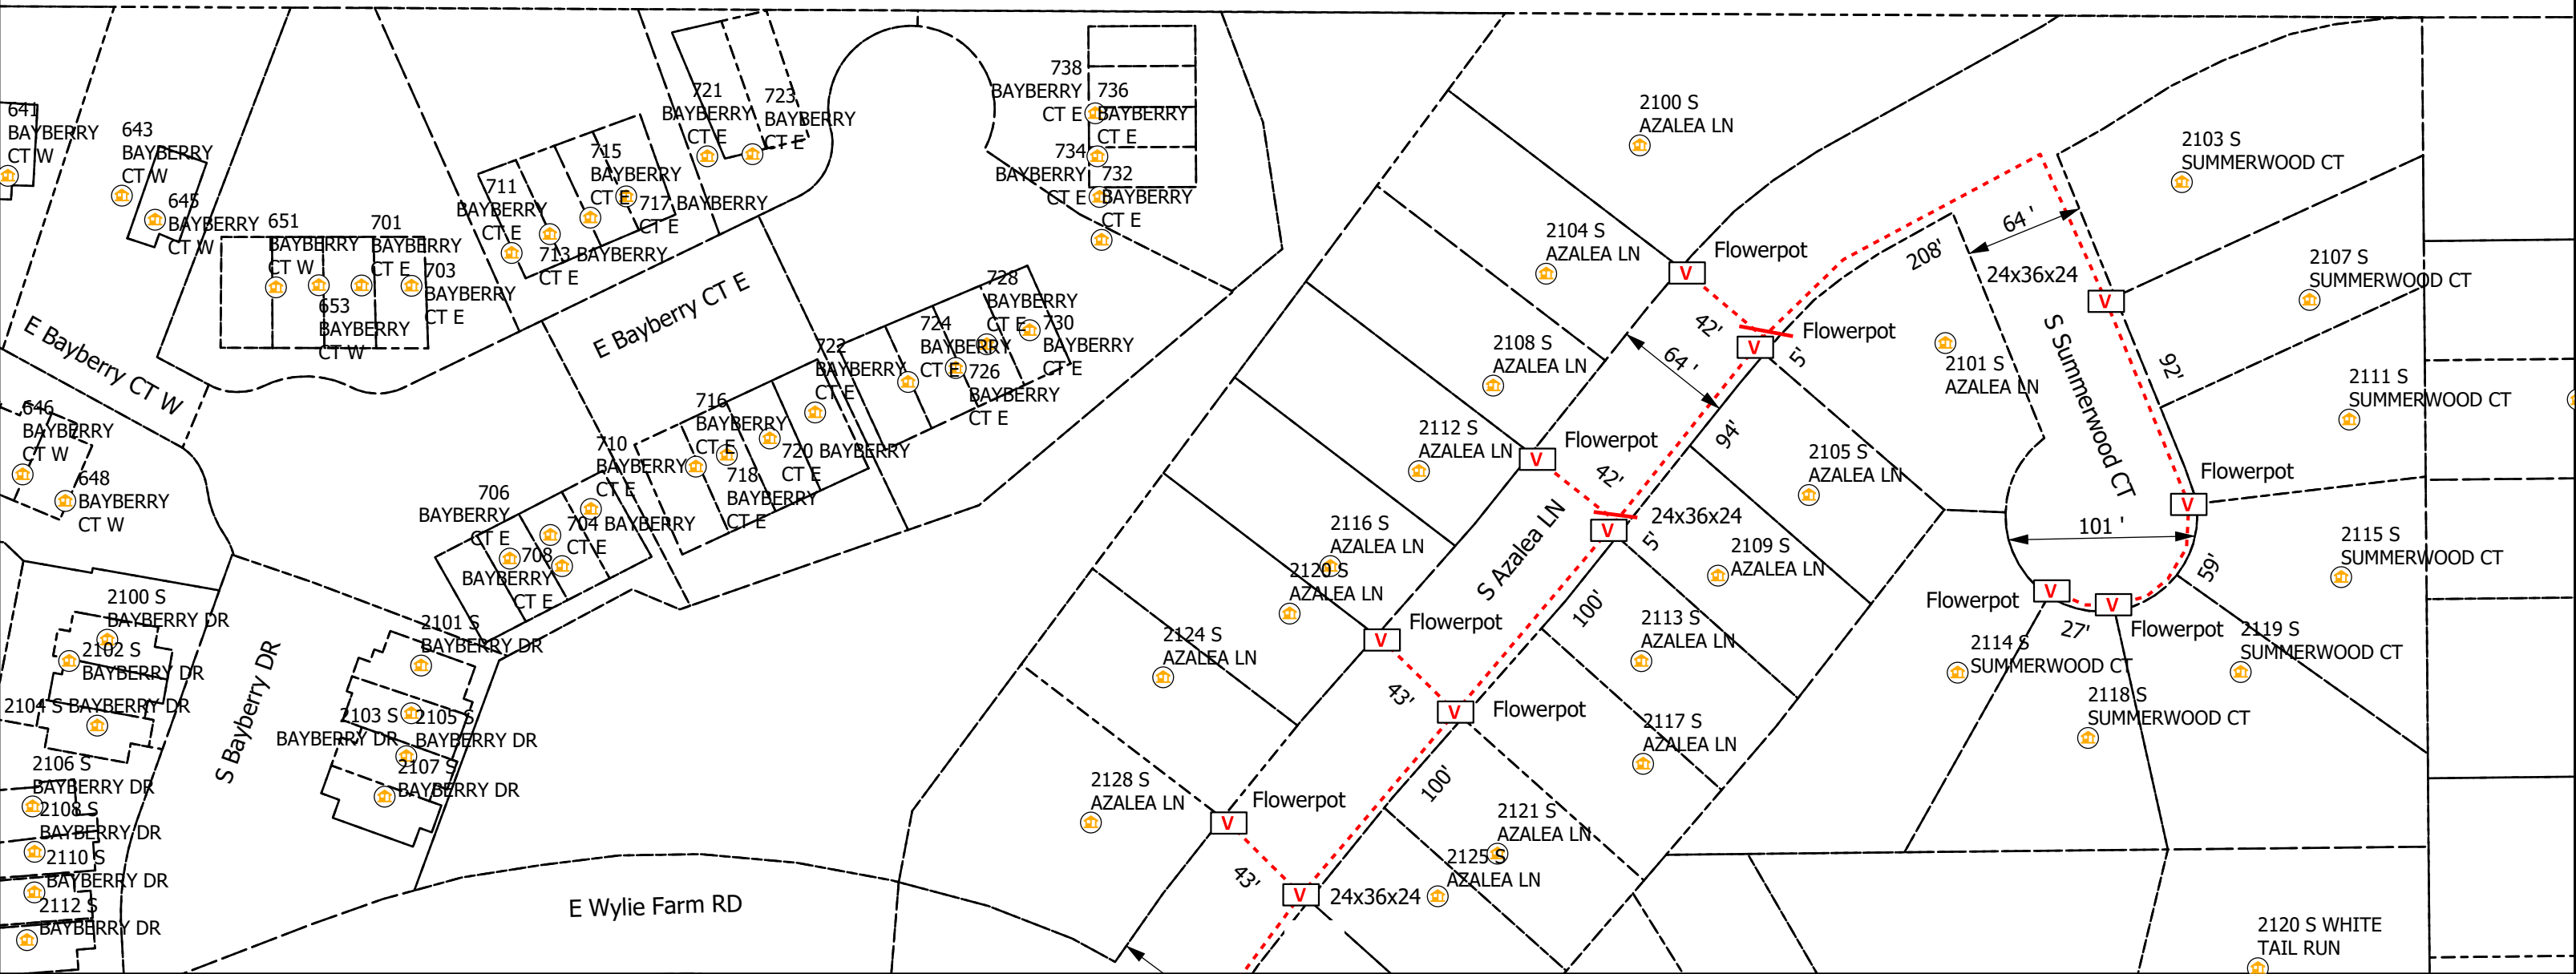 641
BAYBERRY
CT W
643
BAYBERRY
CT W
645
BAYBERRY
CT W
651
BAYBERRY
CT W
653
BAYBERRY
CT W
701
BAYBERRY
CT E
703
BAYBERRY
CT E
711
BAYBERRY
CT E
713 BAYBERRY
CT E
715
BAYBERRY
CT E
717 BAYBERRY
CT E
721
BAYBERRY
CT E
723
BAYBERRY
CT E
738
BAYBERRY
CT E
736
BAYBERRY
CT E
734
BAYBERRY
CT E
732
BAYBERRY
CT E
E Bayberry CT W
E Bayberry CT E
728
BAYBERRY
CT E
730
BAYBERRY
CT E
724
BAYBERRY
CT E
726
BAYBERRY
CT E
722
BAYBERRY
CT E
716
BAYBERRY
CT E
720 BAYBERRY
CT E
718
BAYBERRY
CT E
710
BAYBERRY
CT E
706
BAYBERRY
CT E
704 BAYBERRY
CT E
708
BAYBERRY
CT E
646
BAYBERRY
CT W
648
BAYBERRY
CT W
2100 S
BAYBERRY DR
2102 S
BAYBERRY DR
2104 S BAYBERRY DR
2106 S
BAYBERRY DR
2108 S
BAYBERRY DR
2110 S
BAYBERRY DR
2112 S
BAYBERRY DR
S Bayberry DR
2101 S
BAYBERRY DR
2103 S
BAYBERRY DR
2105 S
BAYBERRY DR
2107 S
BAYBERRY DR
E Wylie Farm RD
2100 S
AZALEA LN
2104 S
AZALEA LN
2108 S
AZALEA LN
2112 S
AZALEA LN
2116 S
AZALEA LN
2120 S
AZALEA LN
2124 S
AZALEA LN
2128 S
AZALEA LN
V
Flowerpot
42'
V
Flowerpot
5'
64 '
94'
V
Flowerpot
42'
V
24x36x24
5'
S Azalea LN
100'
V
Flowerpot
43'
V
Flowerpot
100'
V
Flowerpot
43'
V
24x36x24
2101 S
AZALEA LN
2105 S
AZALEA LN
2109 S
AZALEA LN
2113 S
AZALEA LN
2117 S
AZALEA LN
2121 S
AZALEA LN
2125 S
AZALEA LN
208'
64 '
24x36x24
V
S Summerwood CT
92'
V
Flowerpot
101 '
59'
V
Flowerpot
27'
V
Flowerpot
2103 S
SUMMERWOOD CT
2107 S
SUMMERWOOD CT
2111 S
SUMMERWOOD CT
2115 S
SUMMERWOOD CT
2119 S
SUMMERWOOD CT
2114 S
SUMMERWOOD CT
2118 S
SUMMERWOOD CT
2120 S WHITE
TAIL RUN